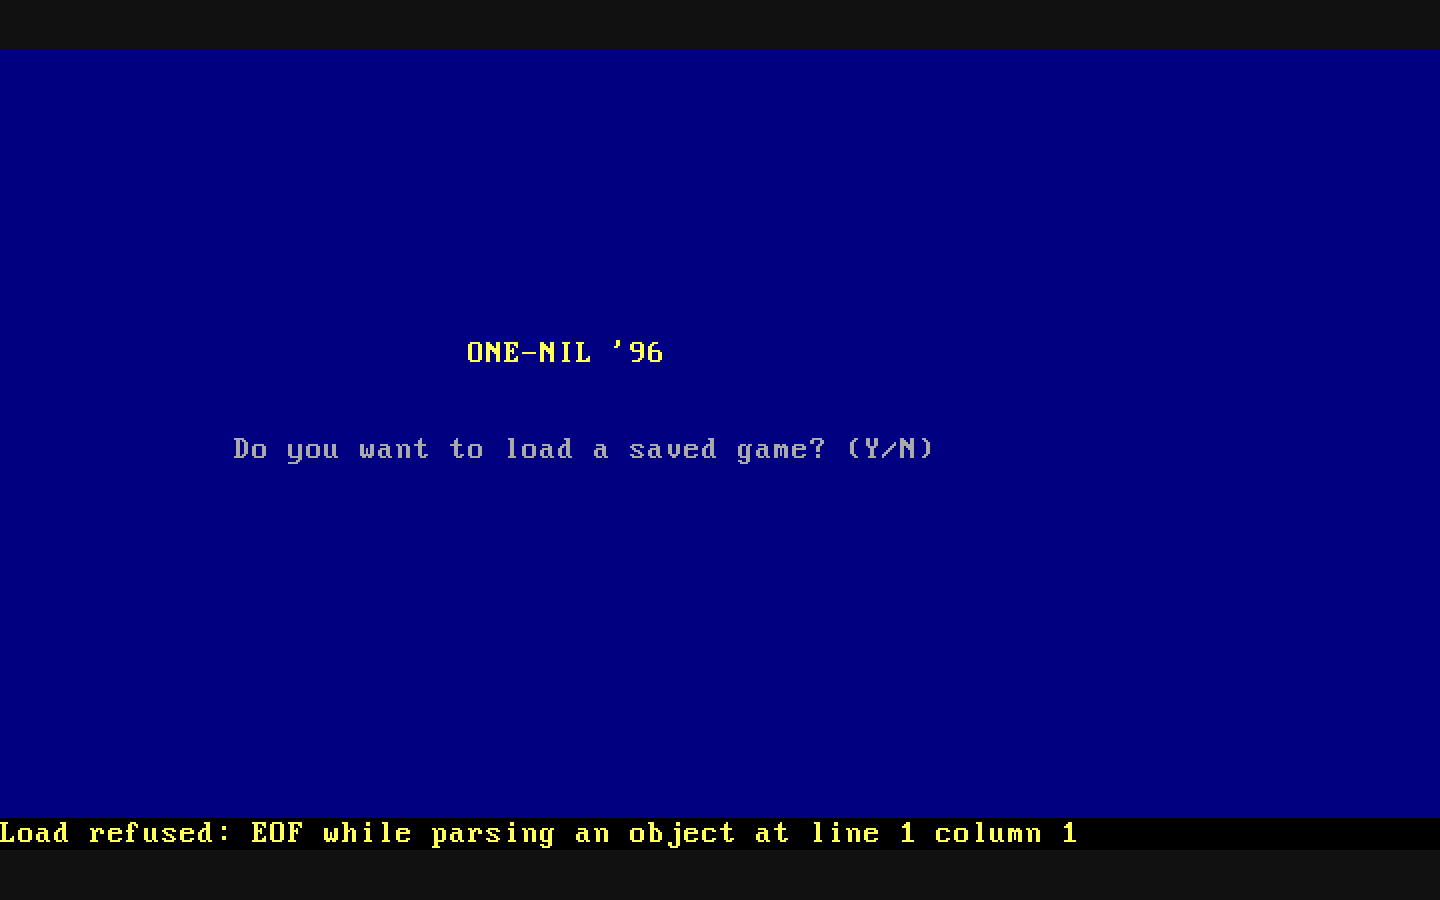 ONE-NIL '96
Do you want to load a saved game? (Y/N)
Load refused: EOF while parsing an object at line 1 column 1